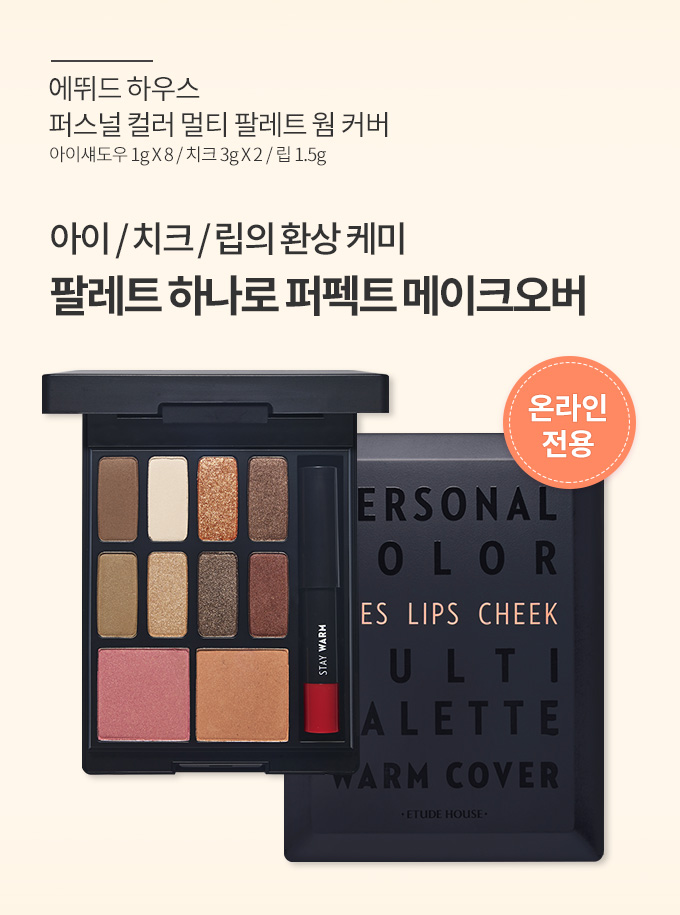 에뛰드 하우스
퍼스널 컬러 멀티 팔레트 웜 커버
아이섀도우 1g X 8 / 치크 3g X 2 / 립 1.5g
아이 / 치크 / 립의 환상 케미
팔레트 하나로 퍼펙트 메이크오버
온라인
전용
ERSONAL
OLOR
ES LIPS CHEEK
ULTI
ALETTE
WARM COVER
·ETUDE HOUSE·
STAY WARM